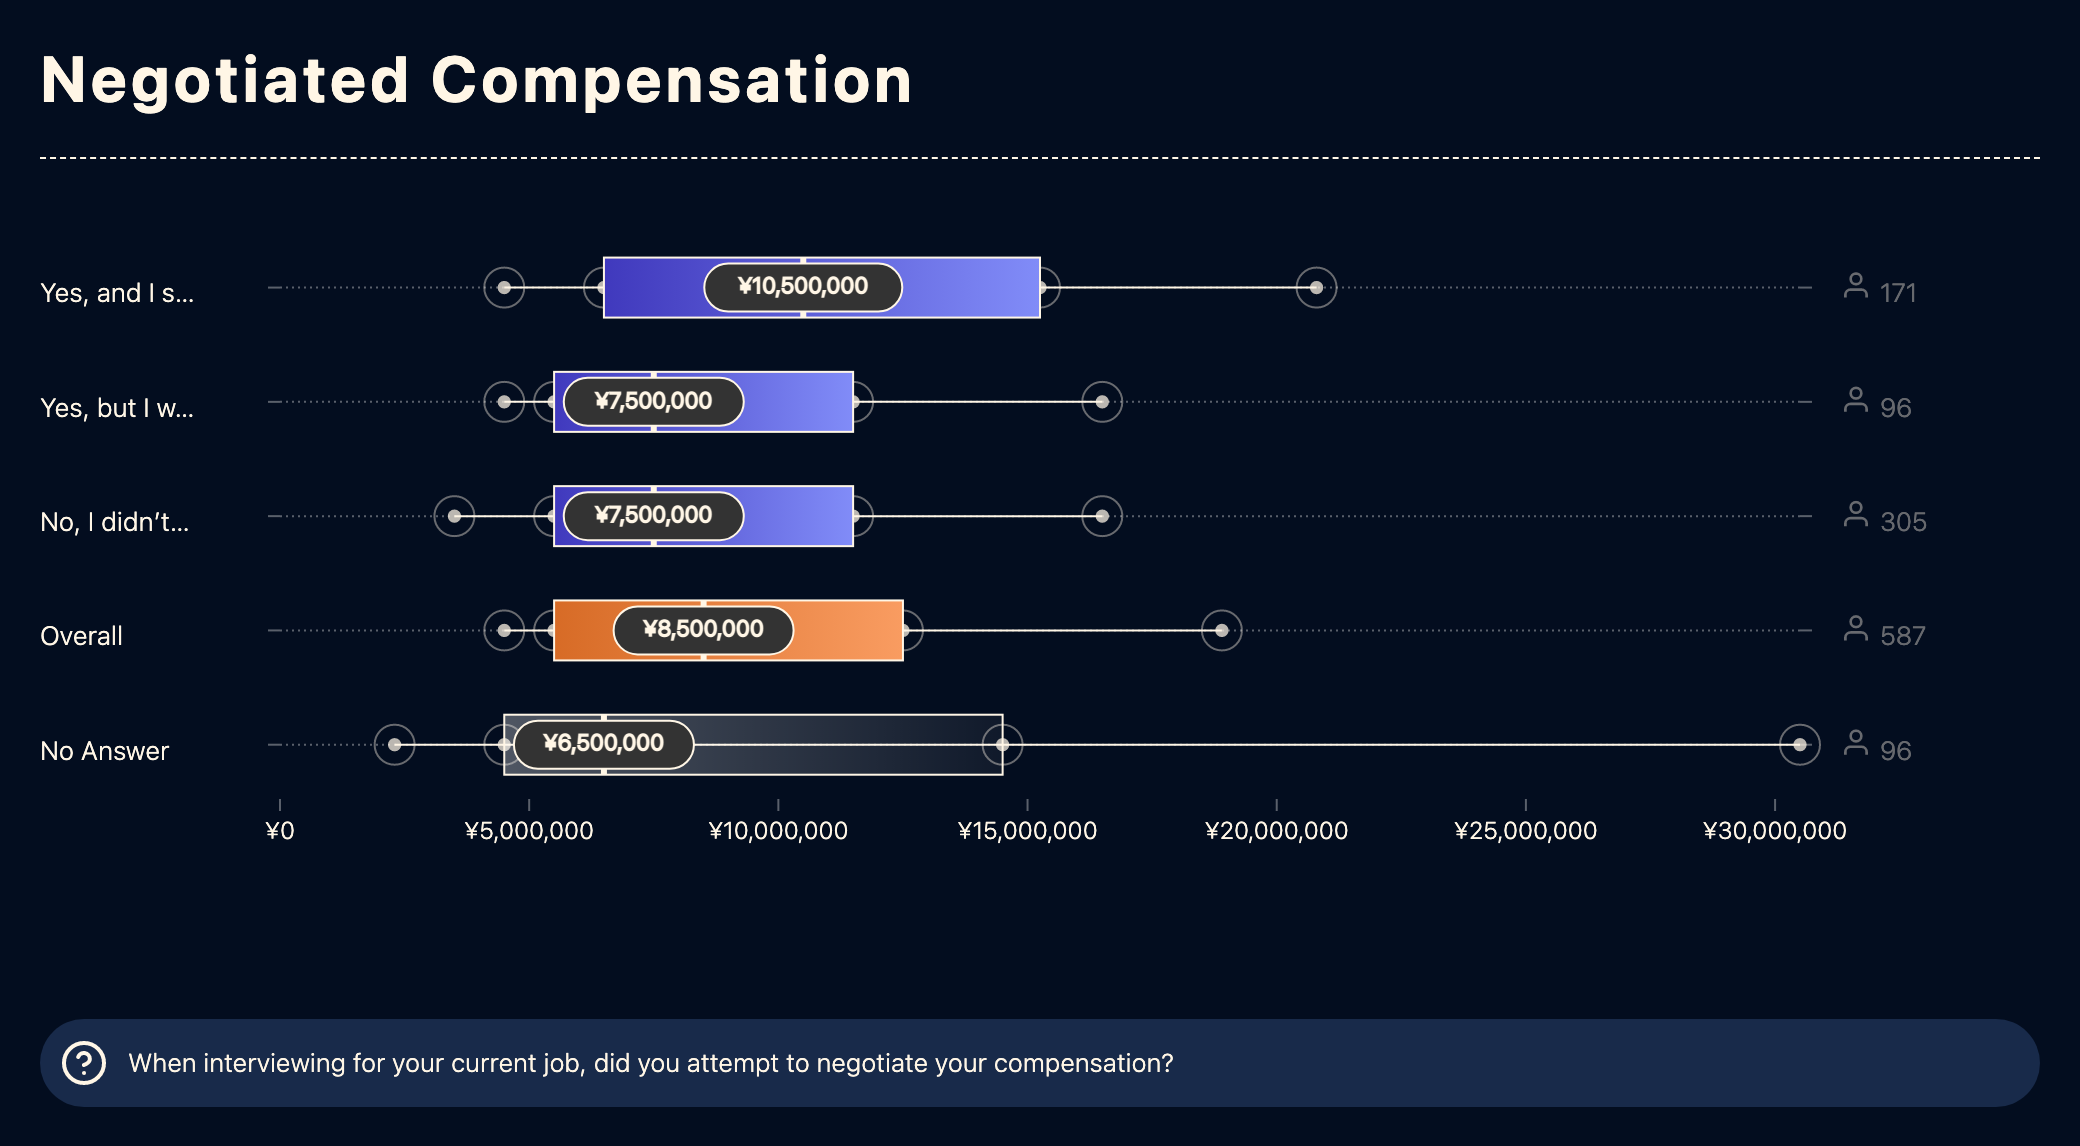 Negotiated Compensation
Yes, and I s...
¥10,500,000
171
Yes, but I w...
¥7,500,000
96
No, I didn’t...
¥7,500,000
305
Overall
¥8,500,000
587
No Answer
¥6,500,000
96
¥0 ¥5,000,000 ¥10,000,000 ¥15,000,000 ¥20,000,000 ¥25,000,000 ¥30,000,000
When interviewing for your current job, did you attempt to negotiate your compensation?